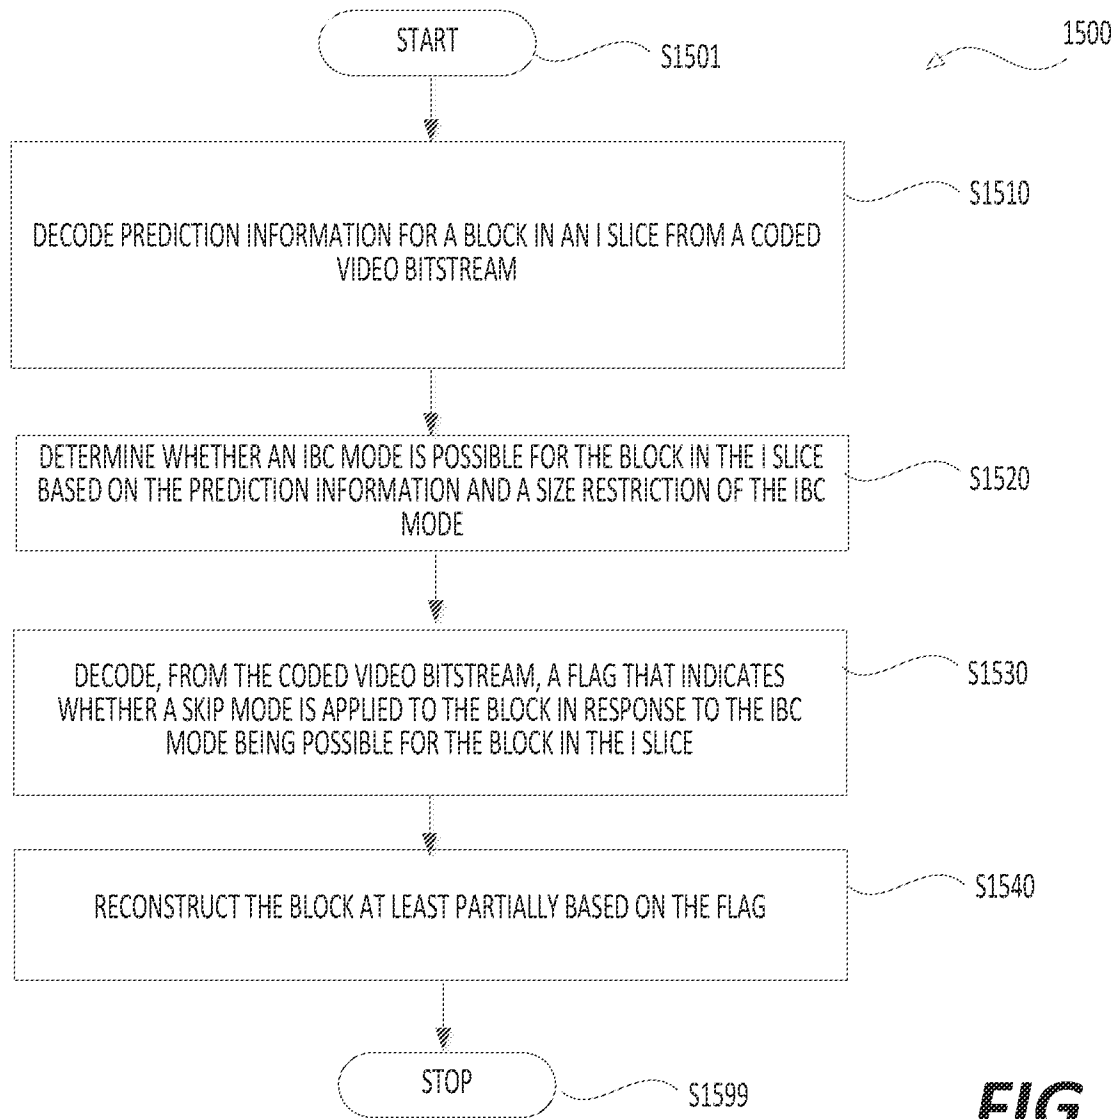 START
S1501
1500
DECODE PREDICTION INFORMATION FOR A BLOCK IN AN I SLICE FROM A CODED
VIDEO BITSTREAM
S1510
DETERMINE WHETHER AN IBC MODE IS POSSIBLE FOR THE BLOCK IN THE I SLICE
BASED ON THE PREDICTION INFORMATION AND A SIZE RESTRICTION OF THE IBC
MODE
S1520
DECODE, FROM THE CODED VIDEO BITSTREAM, A FLAG THAT INDICATES
WHETHER A SKIP MODE IS APPLIED TO THE BLOCK IN RESPONSE TO THE IBC
MODE BEING POSSIBLE FOR THE BLOCK IN THE I SLICE
S1530
RECONSTRUCT THE BLOCK AT LEAST PARTIALLY BASED ON THE FLAG
S1540
STOP
S1599
FIG